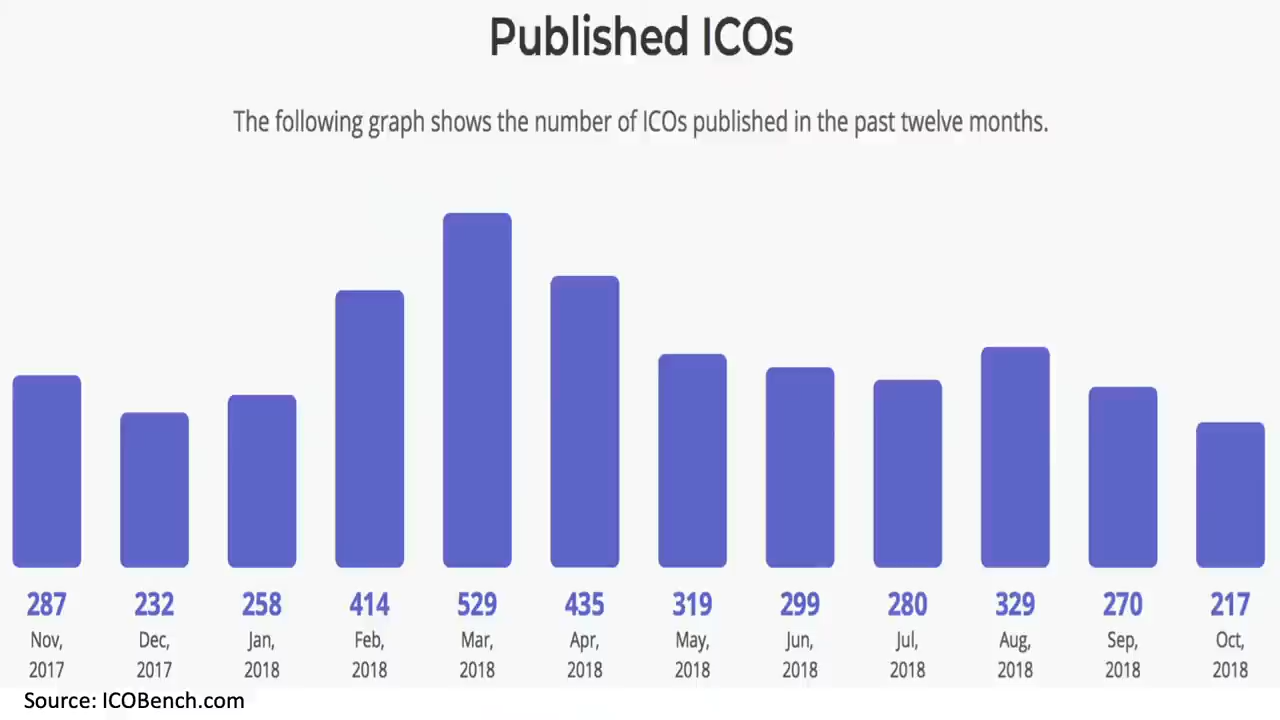 Published ICOs
The following graph shows the number of ICOs published in the past twelve months.
287 232 258 414 529 435 319 299 280 329 270 217
Nov, Dec, Jan, Feb, Mar, Apr, May, Jun, Jul, Aug, Sep, Oct,
2017 2017 2018 2018 2018 2018 2018 2018 2018 2018 2018 2018
Source: ICOBench.com